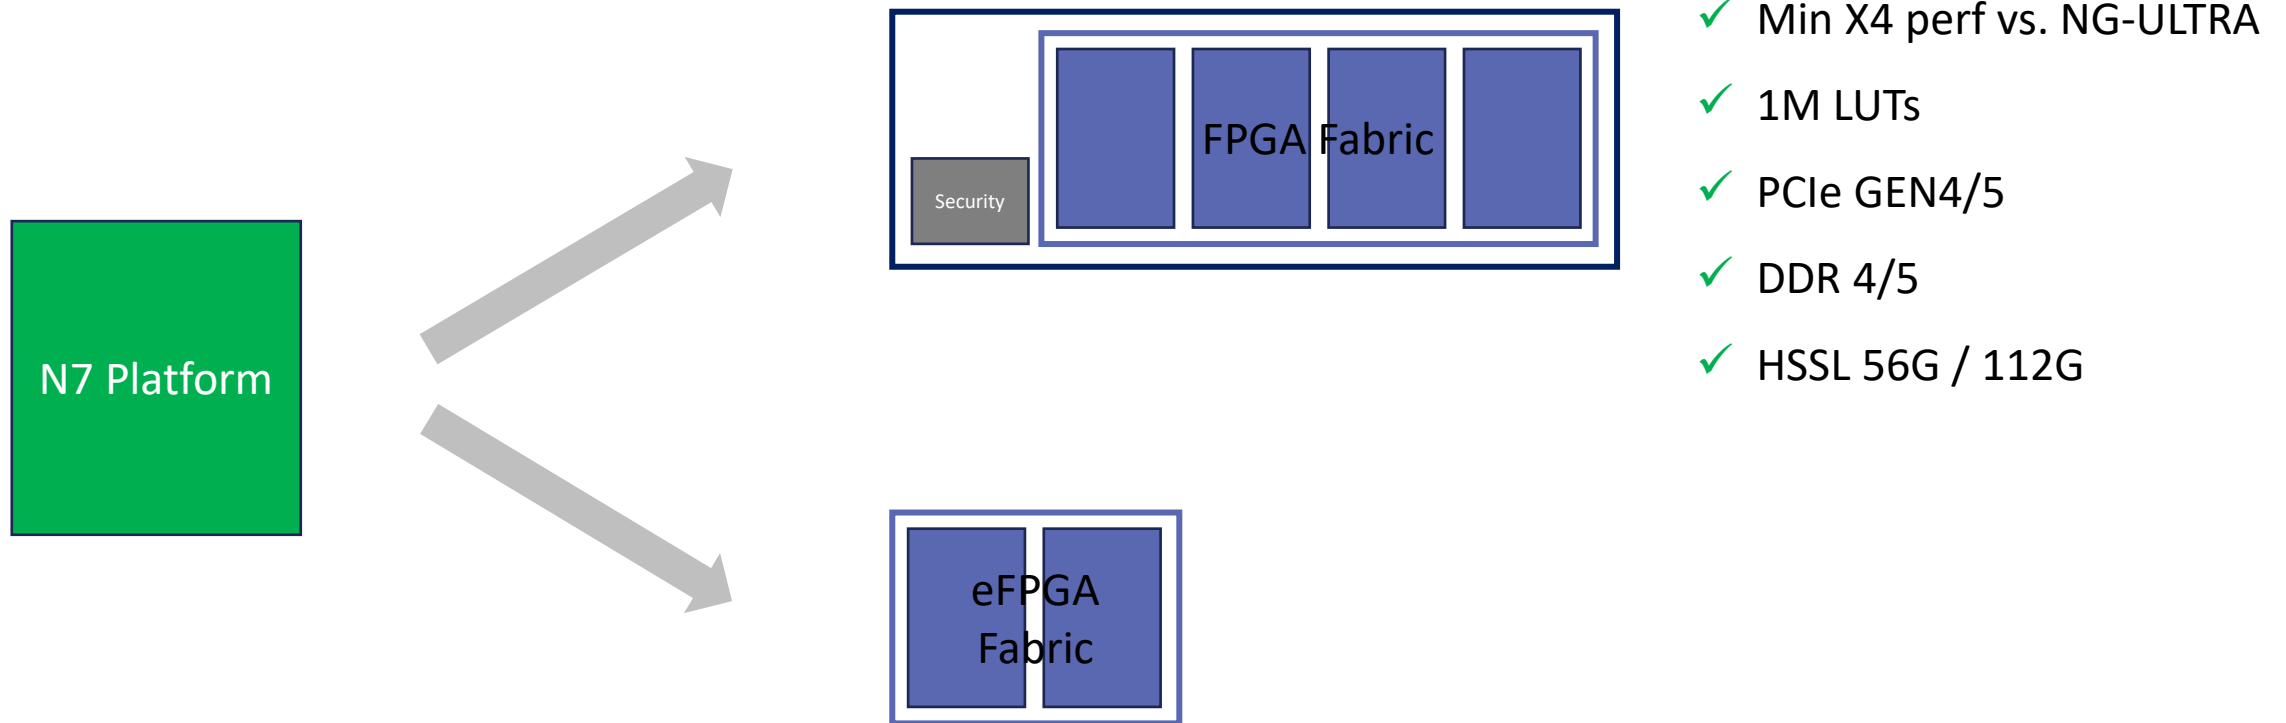 N7 Platform
Security
FPGA Fabric
eFPGA
Fabric
Min X4 perf vs. NG-ULTRA
1M LUTs
PCIe GEN4/5
DDR 4/5
HSSL 56G / 112G